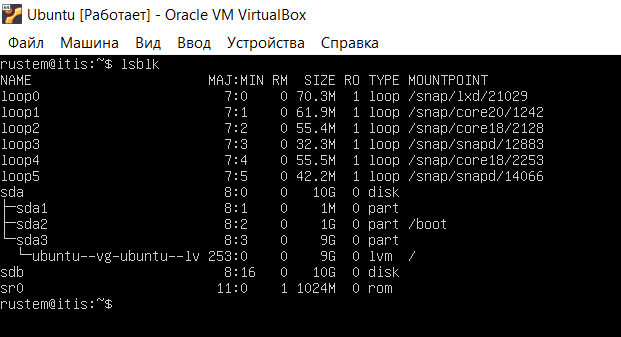 Ubuntu [Работает] - Oracle VM VirtualBox
Файл Машина Вид Ввод Устройства Справка
rustem@itis:~$ lsblk
NAME MAJ:MIN RM SIZE RO TYPE MOUNTPOINT
loop0 7:0 0 70.3M 1 loop /snap/lxd/21029
loop1 7:1 0 61.9M 1 loop /snap/core20/1242
loop2 7:2 0 55.4M 1 loop /snap/core18/2128
loop3 7:3 0 32.3M 1 loop /snap/snapd/12883
loop4 7:4 0 55.5M 1 loop /snap/core18/2253
loop5 7:5 0 42.2M 1 loop /snap/snapd/14066
sda 8:0 0 10G 0 disk
├─sda1 8:1 0 1M 0 part
├─sda2 8:2 0 1G 0 part /boot
└─sda3 8:3 0 9G 0 part
└─ubuntu--vg-ubuntu--lv 253:0 0 9G 0 lvm /
sdb 8:16 0 10G 0 disk
sr0 11:0 1 1024M 0 rom
rustem@itis:~$